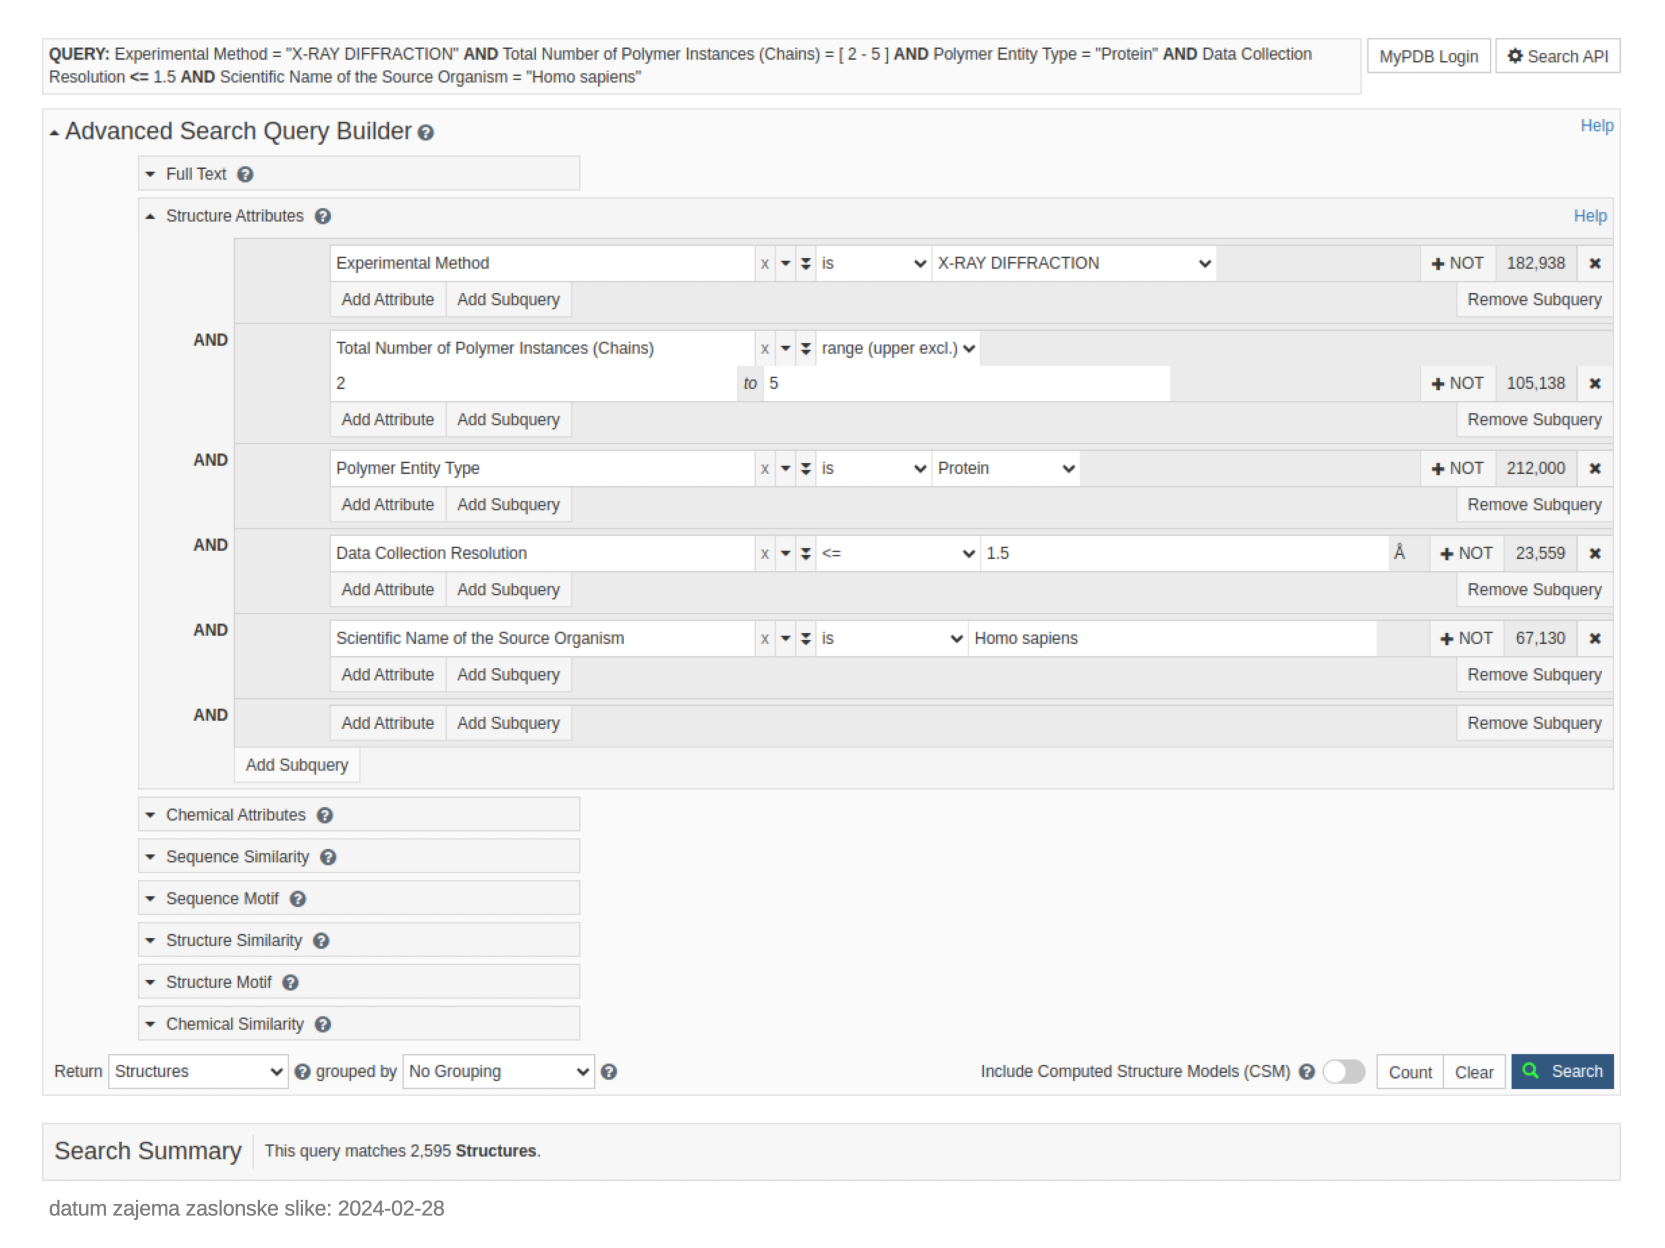 QUERY: Experimental Method = "X-RAY DIFFRACTION" AND Total Number of Polymer Instances (Chains) = [ 2 - 5 ] AND Polymer Entity Type = "Protein" AND Data Collection
Resolution <= 1.5 AND Scientific Name of the Source Organism = "Homo sapiens"
MyPDB Login
Search API
Advanced Search Query Builder
Help
Full Text
Structure Attributes
Help
Experimental Method x is X-RAY DIFFRACTION NOT 182,938
Add Attribute Add Subquery Remove Subquery
AND
Total Number of Polymer Instances (Chains) x range (upper excl.)
2 to 5 NOT 105,138
Add Attribute Add Subquery Remove Subquery
AND
Polymer Entity Type x is Protein NOT 212,000
Add Attribute Add Subquery Remove Subquery
AND
Data Collection Resolution x <= 1.5 Å NOT 23,559
Add Attribute Add Subquery Remove Subquery
AND
Scientific Name of the Source Organism x is Homo sapiens NOT 67,130
Add Attribute Add Subquery Remove Subquery
AND
Add Attribute Add Subquery Remove Subquery
Add Subquery
Chemical Attributes
Sequence Similarity
Sequence Motif
Structure Similarity
Structure Motif
Chemical Similarity
Return Structures grouped by No Grouping Include Computed Structure Models (CSM) Count Clear Search
Search Summary This query matches 2,595 Structures.
datum zajema zaslonske slike: 2024-02-28